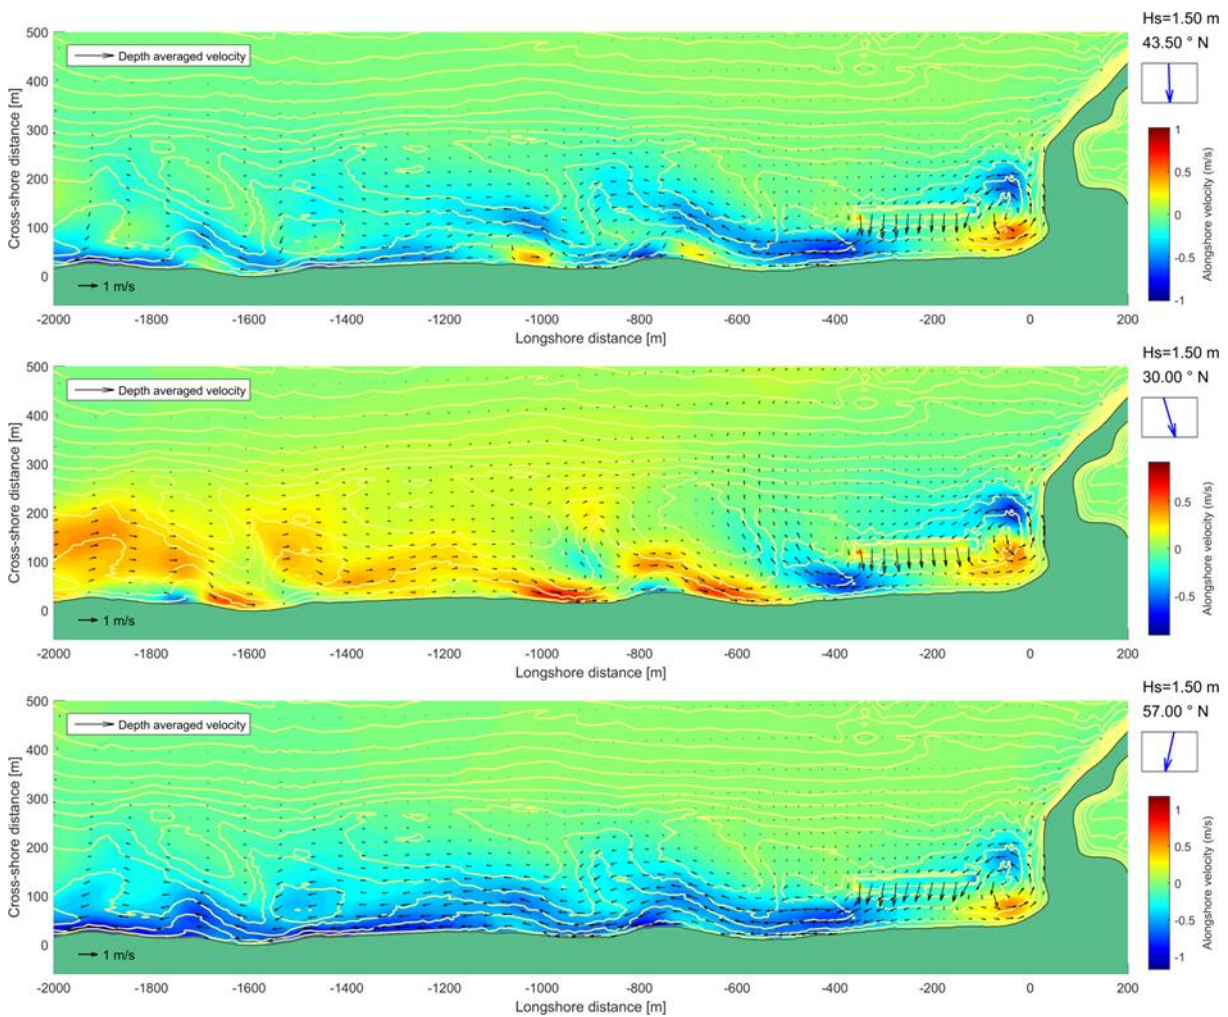 Hs=1.50 m
43.50 ° N
500
400
300
200
100
0
Cross-shore distance [m]
Depth averaged velocity
1 m/s
-2000 -1800 -1600 -1400 -1200 -1000 -800 -600 -400 -200 0 200
Longshore distance [m]
1
0.5
0
-0.5
-1
Alongshore velocity (m/s)
Hs=1.50 m
30.00 ° N
500
400
300
200
100
0
Cross-shore distance [m]
Depth averaged velocity
1 m/s
-2000 -1800 -1600 -1400 -1200 -1000 -800 -600 -400 -200 0 200
Longshore distance [m]
0.5
0
-0.5
Alongshore velocity (m/s)
Hs=1.50 m
57.00 ° N
500
400
300
200
100
0
Cross-shore distance [m]
Depth averaged velocity
1 m/s
-2000 -1800 -1600 -1400 -1200 -1000 -800 -600 -400 -200 0 200
Longshore distance [m]
1
0.5
0
-0.5
-1
Alongshore velocity (m/s)